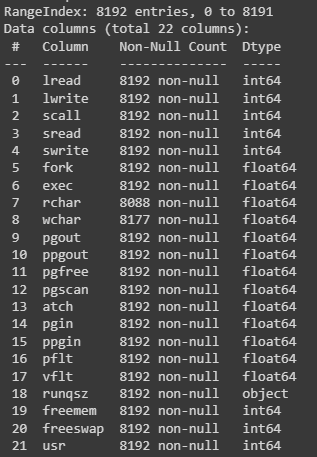 RangeIndex: 8192 entries, 0 to 8191
Data columns (total 22 columns):
 #   Column    Non-Null Count  Dtype
---  ------    --------------  -----
 0   lread     8192 non-null   int64
 1   lwrite    8192 non-null   int64
 2   scall     8192 non-null   int64
 3   sread     8192 non-null   int64
 4   swrite    8192 non-null   int64
 5   fork      8192 non-null   float64
 6   exec      8192 non-null   float64
 7   rchar     8088 non-null   float64
 8   wchar     8177 non-null   float64
 9   pgout     8192 non-null   float64
 10  ppgout    8192 non-null   float64
 11  pgfree    8192 non-null   float64
 12  pgscan    8192 non-null   float64
 13  atch      8192 non-null   float64
 14  pgin      8192 non-null   float64
 15  ppgin     8192 non-null   float64
 16  pflt      8192 non-null   float64
 17  vflt      8192 non-null   float64
 18  runqsz    8192 non-null   object
 19  freemem   8192 non-null   int64
 20  freeswap  8192 non-null   int64
 21  usr       8192 non-null   int64